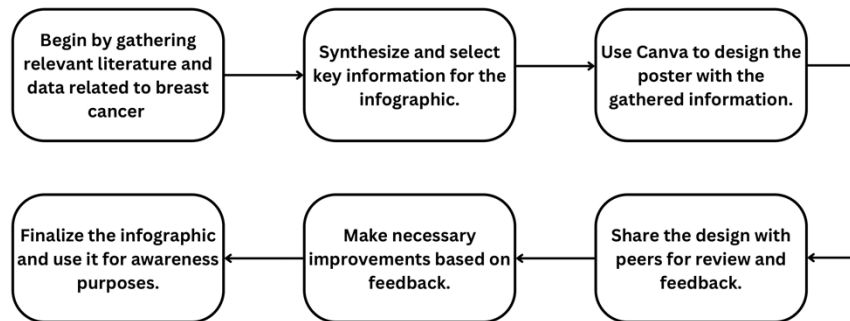 Begin by gathering
relevant literature and
data related to breast
cancer
Synthesize and select
key information for the
infographic.
Use Canva to design the
poster with the
gathered information.
Share the design with
peers for review and
feedback.
Make necessary
improvements based on
feedback.
Finalize the infographic
and use it for awareness
purposes.